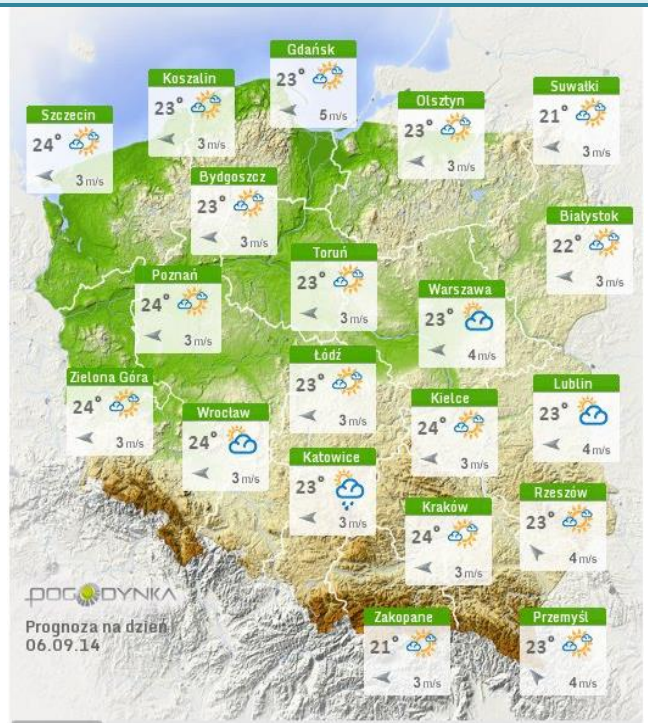 Gdańsk
23°
5 m/s
Koszalin
23°
3 m/s
Suwałki
21°
3 m/s
Olsztyn
23°
3 m/s
Szczecin
24°
3 m/s
Bydgoszcz
23°
3 m/s
Białystok
22°
3 m/s
Toruń
23°
3 m/s
Poznań
24°
3 m/s
Warszawa
23°
4 m/s
Łódź
23°
3 m/s
Zielona Góra
24°
3 m/s
Lublin
23°
4 m/s
Kielce
24°
3 m/s
Wrocław
24°
3 m/s
Katowice
23°
3 m/s
Rzeszów
23°
4 m/s
Kraków
24°
3 m/s
POGODYNKA
Prognoza na dzień
06.09.14
Zakopane
21°
3 m/s
Przemyśl
23°
4 m/s